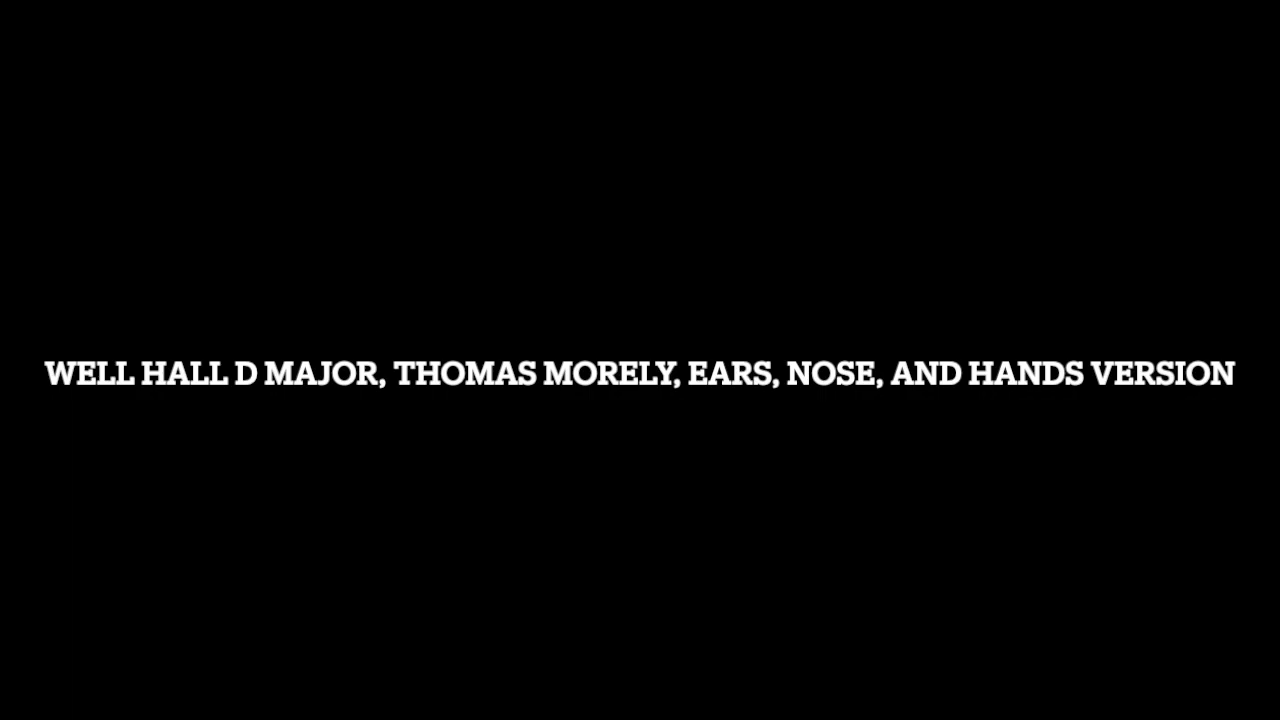 WELL HALL D MAJOR, THOMAS MORELY, EARS, NOSE, AND HANDS VERSION